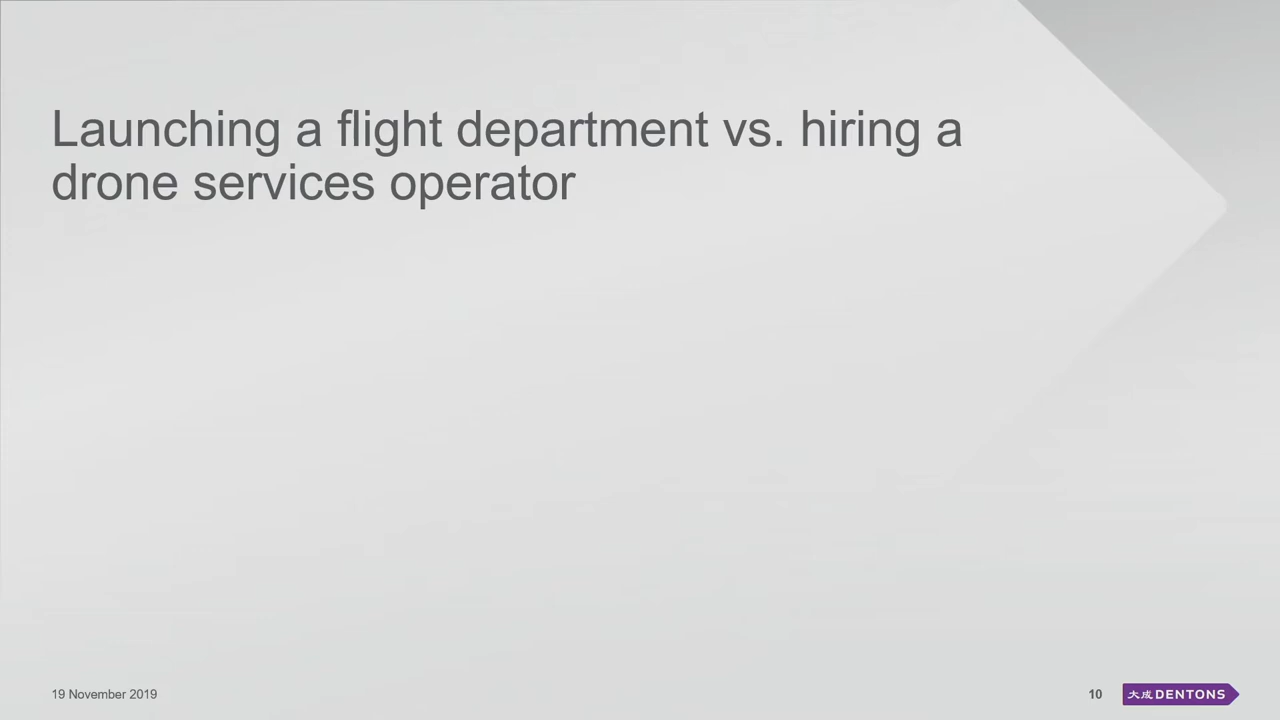 Launching a flight department vs. hiring a
drone services operator
19 November 2019
10
大成 DENTONS